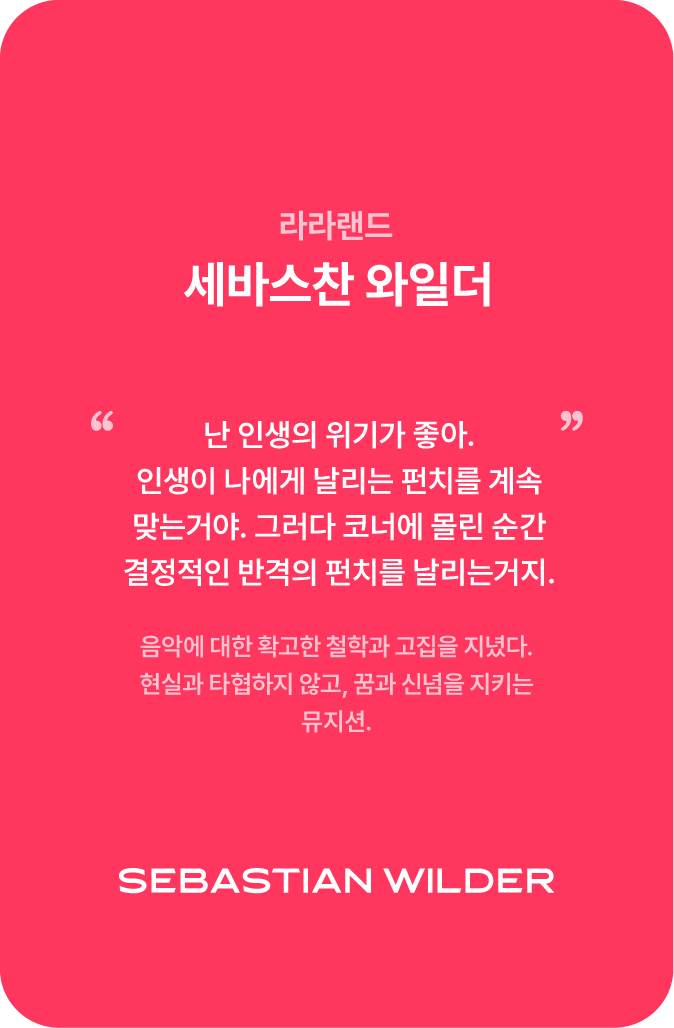 라라랜드
세바스찬 와일더
“ 난 인생의 위기가 좋아. ”
인생이 나에게 날리는 펀치를 계속
맞는거야. 그러다 코너에 몰린 순간
결정적인 반격의 펀치를 날리는거지.
음악에 대한 확고한 철학과 고집을 지녔다.
현실과 타협하지 않고, 꿈과 신념을 지키는
뮤지션.
SEBASTIAN WILDER